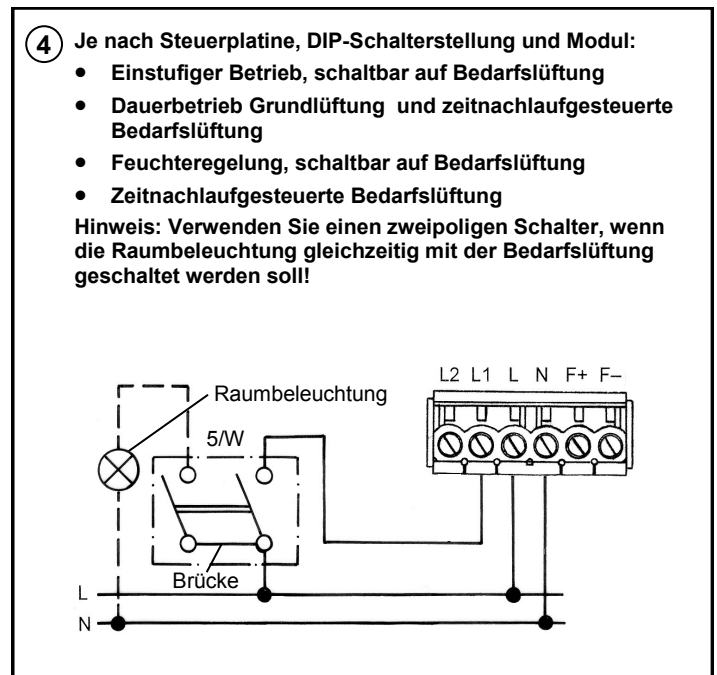 4 Je nach Steuerplatine, DIP-Schalterstellung und Modul:
• Einstufiger Betrieb, schaltbar auf Bedarfslüftung
• Dauerbetrieb Grundlüftung und zeitnachlaufgesteuerte
Bedarfslüftung
• Feuchteregelung, schaltbar auf Bedarfslüftung
• Zeitnachlaufgesteuerte Bedarfslüftung
Hinweis: Verwenden Sie einen zweipoligen Schalter, wenn
die Raumbeleuchtung gleichzeitig mit der Bedarfslüftung
geschaltet werden soll!
L2 L1 L N F+ F–
Raumbeleuchtung
5/W
Brücke
L
N